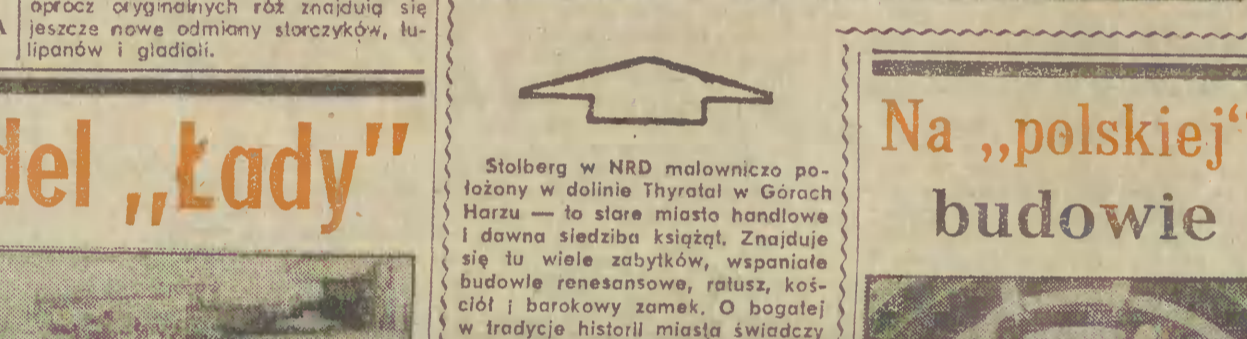 oprócz oryginalnych róż znajdują się
jeszcze nowe odmiany storczyków, tu-
lipanów i gladioli.
del „Łady”
Stolberg w NRD malowniczo po-
łożony w dolinie Thyratal w Górach
Harzu — to stare miasto handlowe
i dawna siedziba książąt. Znajduje
się tu wiele zabytków, wspaniałe
budowle renesansowe, ratusz, koś-
ciół i barokowy zamek. O bogatej
w tradycje historii miasta świadczy
Na „polskiej”
budowie